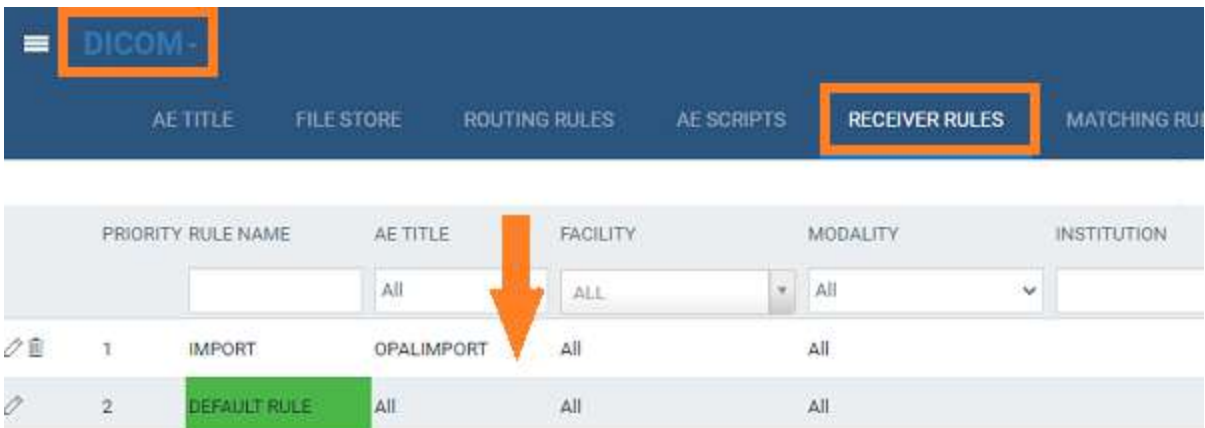 DICOM -
AE TITLE FILE STORE ROUTING RULES AE SCRIPTS RECEIVER RULES MATCHING
PRIORITY RULE NAME AE TITLE FACILITY MODALITY INSTITUTION
All ALL All
1 IMPORT OPALIMPORT All All
2 DEFAULT RULE All All All